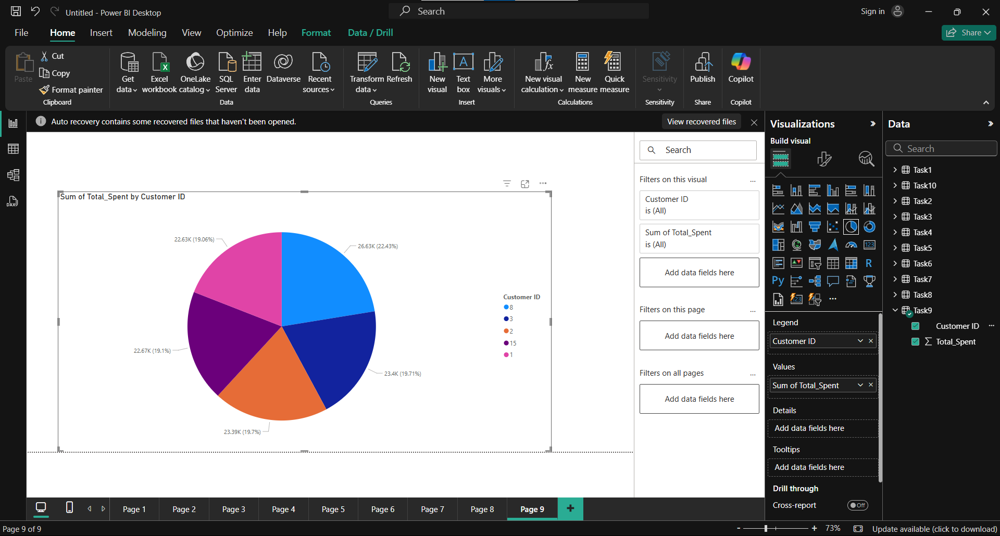 Untitled - Power BI Desktop
Search
Sign in
File
Home
Insert
Modeling
View
Optimize
Help
Format
Data / Drill
Share
Paste
Cut
Copy
Format painter
Clipboard
Get data
Excel workbook
OneLake catalog
SQL Server
Enter data
Dataverse
Recent sources
Data
Transform data
Refresh
Queries
New visual
A
Text box
More visuals
Insert
New visual calculation
New measure
Quick measure
Calculations
Sensitivity
Sensitivity
Publish
Share
Copilot
Copilot
DAX
Auto recovery contains some recovered files that haven't been opened.
View recovered files
Sum of Total_Spent by Customer ID
22.63K (19.06%)
26.63K (22.43%)
22.67K (19.1%)
23.4K (19.71%)
23.39K (19.7%)
Customer ID
8
3
2
15
1
Search
Filters on this visual
Customer ID
is (All)
Sum of Total_Spent
is (All)
Add data fields here
Filters on this page
Add data fields here
Filters on all pages
Add data fields here
Visualizations
Build visual
123
R
Py
123
Legend
Customer ID
Values
Sum of Total_Spent
Details
Add data fields here
Tooltips
Add data fields here
Drill through
Cross-report
Off
Data
Search
Task1
Task10
Task2
Task3
Task4
Task5
Task6
Task7
Task8
Task9
Customer ID
Total_Spent
Page 1
Page 2
Page 3
Page 4
Page 5
Page 6
Page 7
Page 8
Page 9
Page 9 of 9
73%
Update available (click to download)